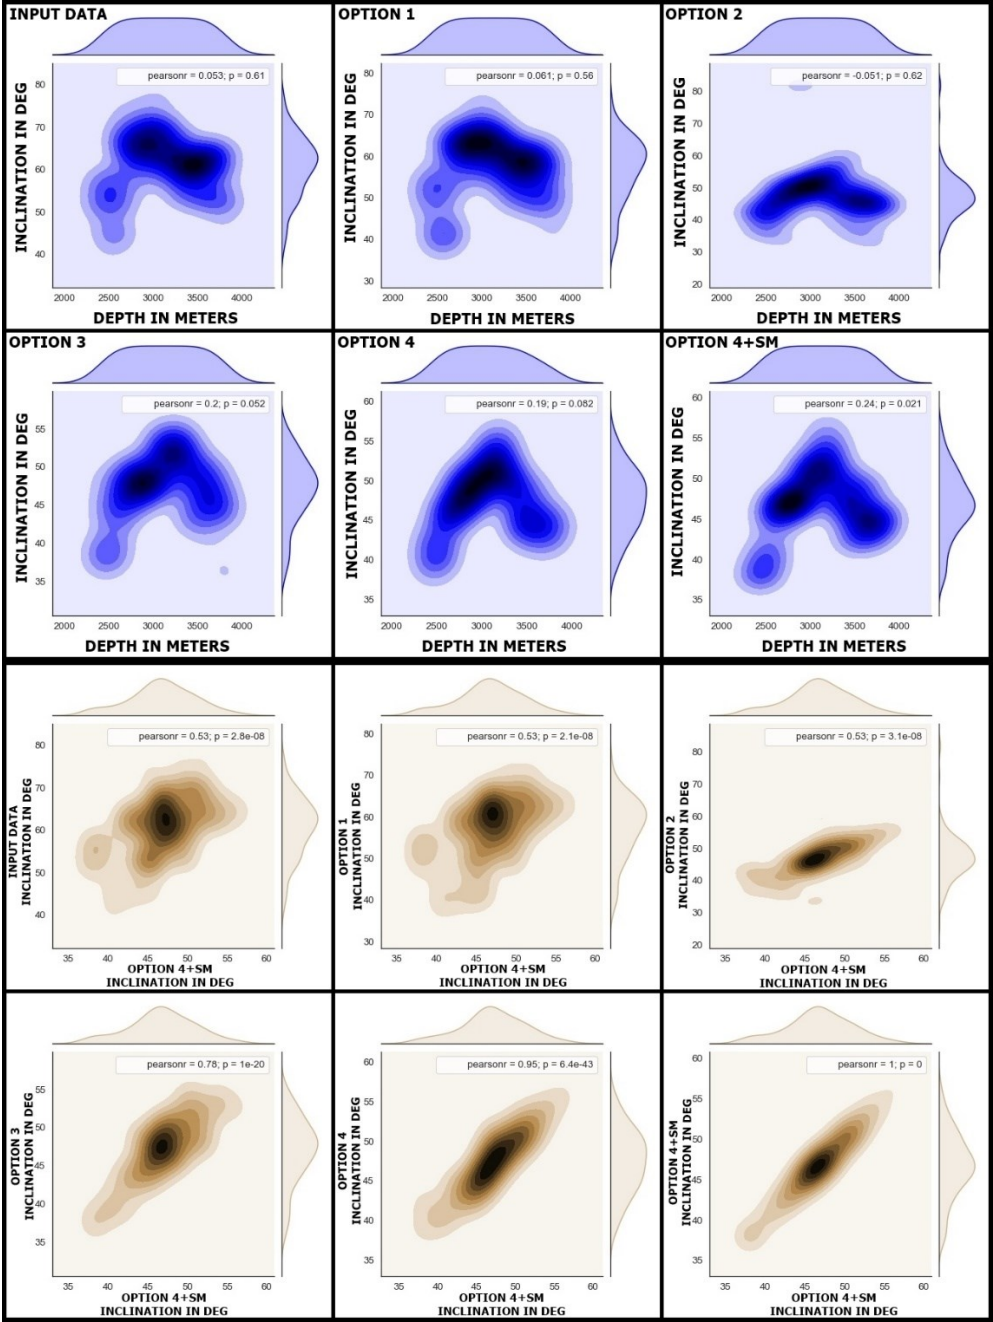 INPUT DATA
pearsonr = 0.053; p = 0.61
80
70
60
50
40
INCLINATION IN DEG
2000 2500 3000 3500 4000
DEPTH IN METERS
OPTION 1
pearsonr = 0.061; p = 0.56
80
70
60
50
40
30
INCLINATION IN DEG
2000 2500 3000 3500 4000
DEPTH IN METERS
OPTION 2
pearsonr = -0.051; p = 0.62
80
70
60
50
40
30
20
INCLINATION IN DEG
2000 2500 3000 3500 4000
DEPTH IN METERS
OPTION 3
pearsonr = 0.2; p = 0.052
55
50
45
40
35
INCLINATION IN DEG
2000 2500 3000 3500 4000
DEPTH IN METERS
OPTION 4
pearsonr = 0.19; p = 0.082
60
55
50
45
40
35
INCLINATION IN DEG
2000 2500 3000 3500 4000
DEPTH IN METERS
OPTION 4+SM
pearsonr = 0.24; p = 0.021
60
55
50
45
40
35
INCLINATION IN DEG
2000 2500 3000 3500 4000
DEPTH IN METERS
pearsonr = 0.53; p = 2.8e-08
80
70
60
50
40
INPUT DATA
INCLINATION IN DEG
35 40 45 50 55 60
OPTION 4+SM
INCLINATION IN DEG
pearsonr = 0.53; p = 2.1e-08
80
70
60
50
40
30
OPTION 1
INCLINATION IN DEG
35 40 45 50 55 60
OPTION 4+SM
INCLINATION IN DEG
pearsonr = 0.53; p = 3.1e-08
80
70
60
50
40
30
20
OPTION 2
INCLINATION IN DEG
35 40 45 50 55 60
OPTION 4+SM
INCLINATION IN DEG
pearsonr = 0.78; p = 1e-20
55
50
45
40
35
OPTION 3
INCLINATION IN DEG
35 40 45 50 55 60
OPTION 4+SM
INCLINATION IN DEG
pearsonr = 0.95; p = 6.4e-43
60
55
50
45
40
35
OPTION 4
INCLINATION IN DEG
35 40 45 50 55 60
OPTION 4+SM
INCLINATION IN DEG
pearsonr = 1; p = 0
60
55
50
45
40
35
OPTION 4+SM
INCLINATION IN DEG
35 40 45 50 55 60
OPTION 4+SM
INCLINATION IN DEG